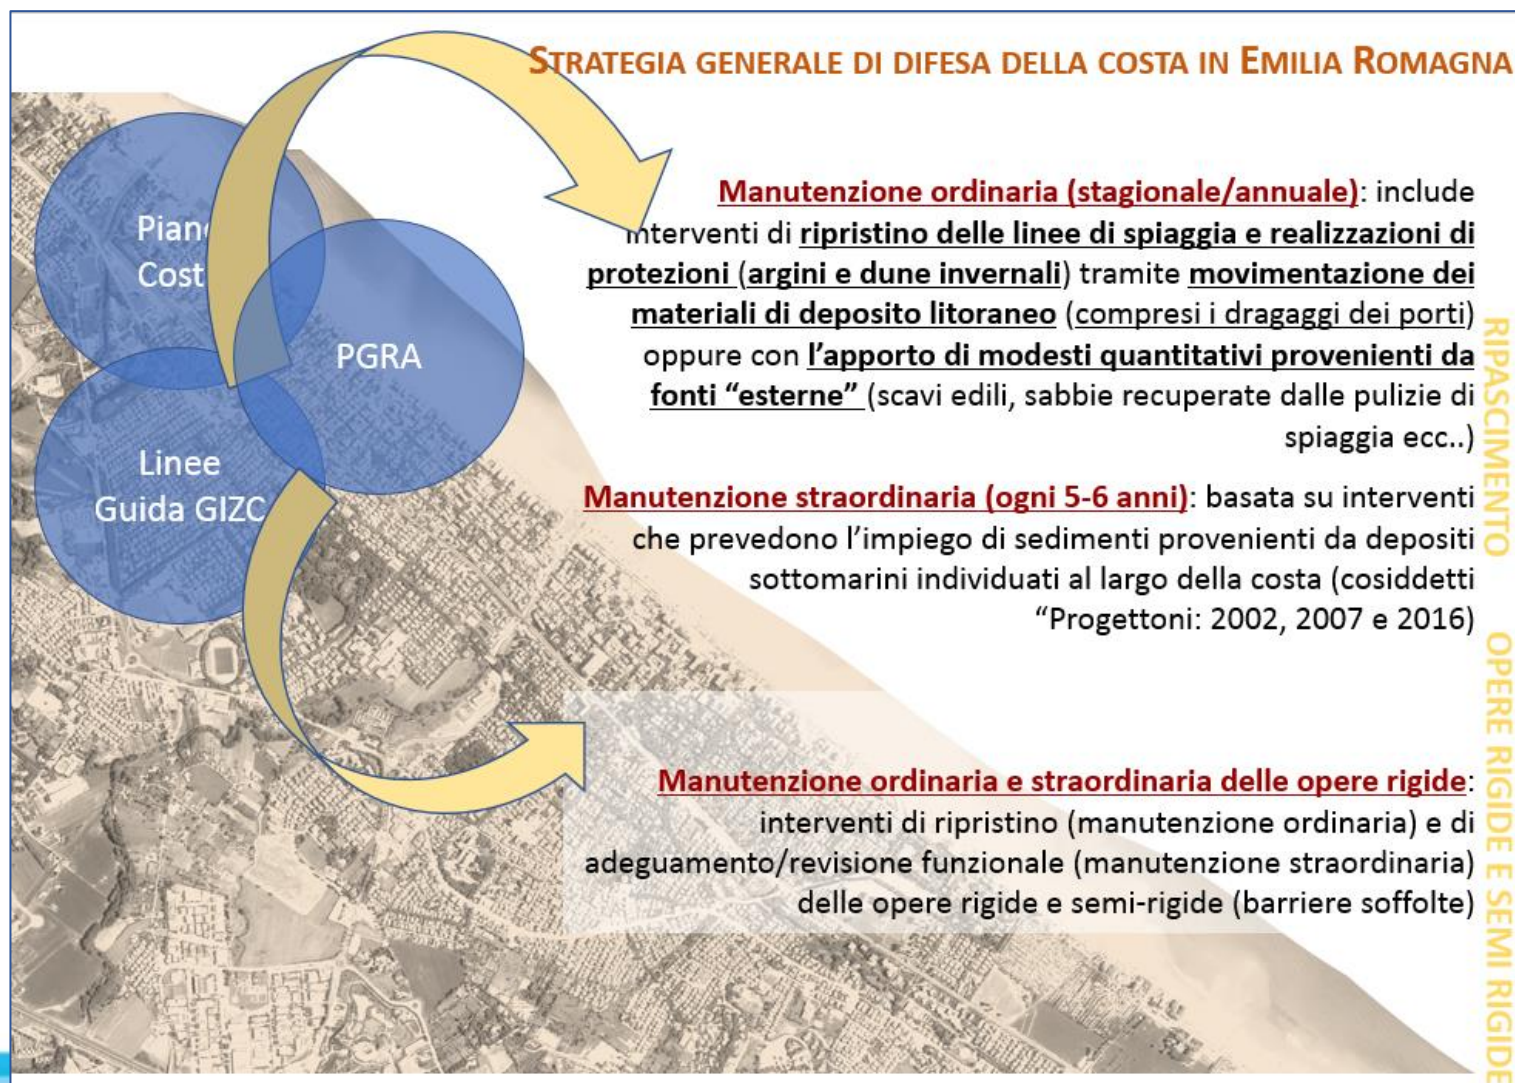 STRATEGIA GENERALE DI DIFESA DELLA COSTA IN EMILIA ROMAGNA
Piano
Cost
PGRA
Linee
Guida GIZC
Manutenzione ordinaria (stagionale/annuale): include
interventi di ripristino delle linee di spiaggia e realizzazioni di
protezioni (argini e dune invernali) tramite movimentazione dei
materiali di deposito litoraneo (compresi i dragaggi dei porti)
oppure con l’apporto di modesti quantitativi provenienti da
fonti “esterne” (scavi edili, sabbie recuperate dalle pulizie di
spiaggia ecc..)
Manutenzione straordinaria (ogni 5-6 anni): basata su interventi
che prevedono l’impiego di sedimenti provenienti da depositi
sottomarini individuati al largo della costa (cosiddetti
“Progettoni: 2002, 2007 e 2016)
Manutenzione ordinaria e straordinaria delle opere rigide:
interventi di ripristino (manutenzione ordinaria) e di
adeguamento/revisione funzionale (manutenzione straordinaria)
delle opere rigide e semi-rigide (barriere soffolte)
RIPASCIMENTO
OPERE RIGIDE E SEMI RIGIDE